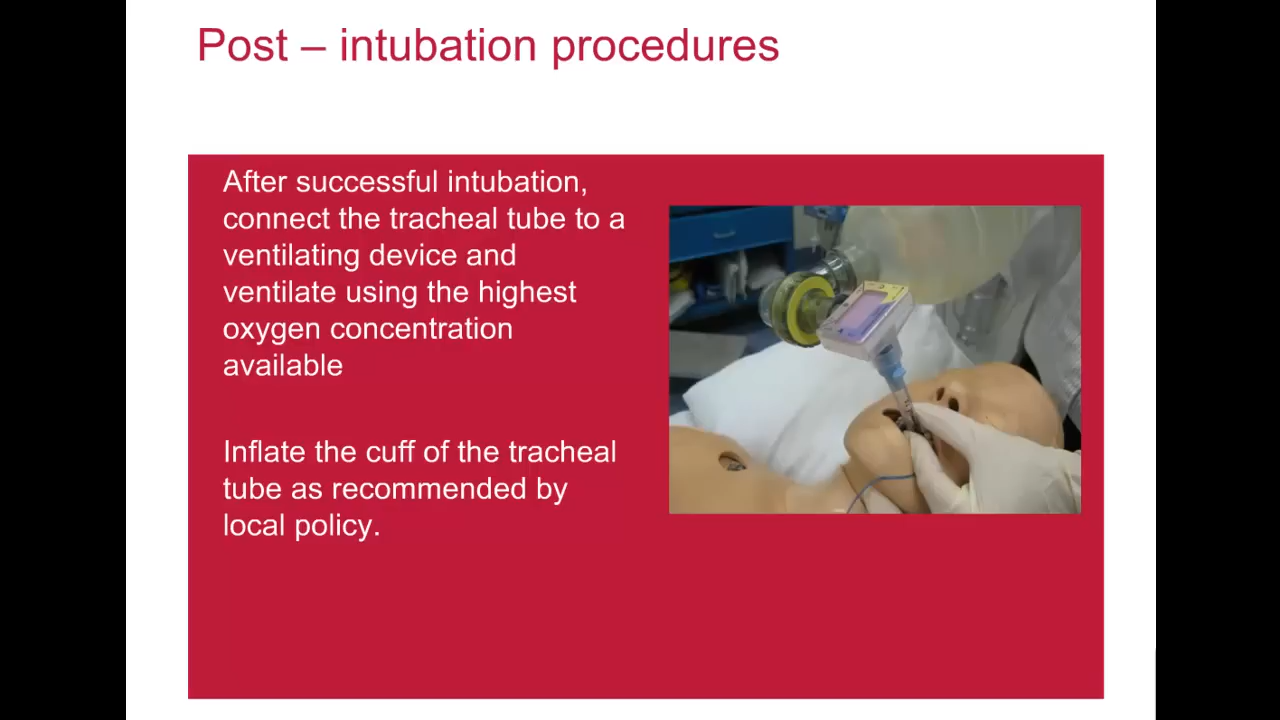 Post – intubation procedures
After successful intubation,
connect the tracheal tube to a
ventilating device and
ventilate using the highest
oxygen concentration
available
Inflate the cuff of the tracheal
tube as recommended by
local policy.